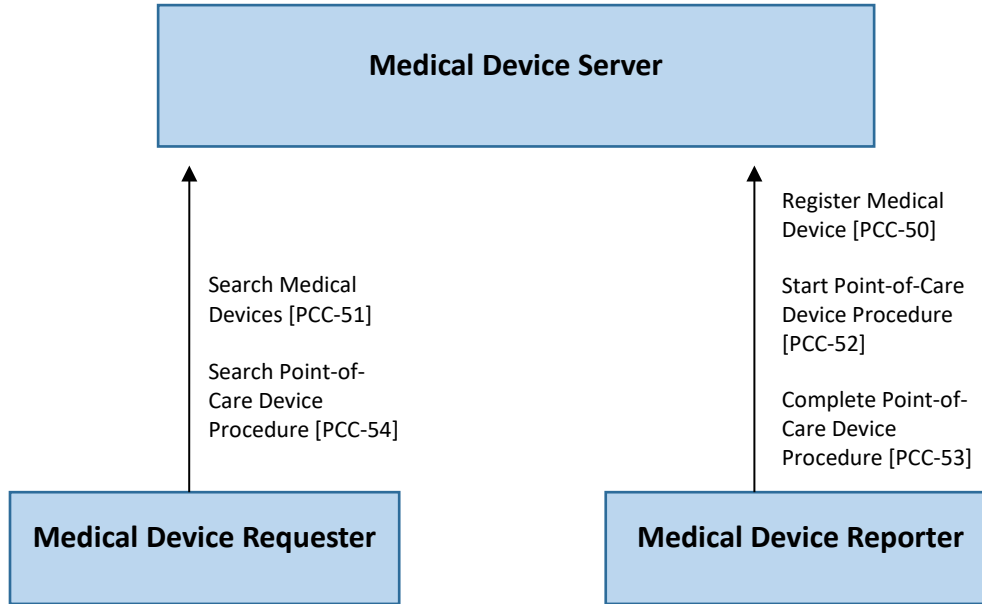 Medical Device Server
Register Medical
Device [PCC-50]
Search Medical
Devices [PCC-51]
Start Point-of-Care
Device Procedure
[PCC-52]
Search Point-of-
Care Device
Procedure [PCC-54]
Complete Point-of-
Care Device
Procedure [PCC-53]
Medical Device Requester
Medical Device Reporter